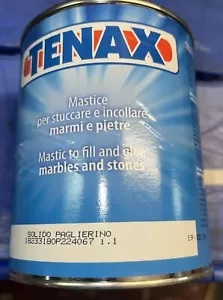 TENAX
Mastice
per stuccare e incollare
marmi e pietre
Mastic to fill and glue
marbles and stones
SOLIDO PAGLIERINO
18233180P224067 1.1